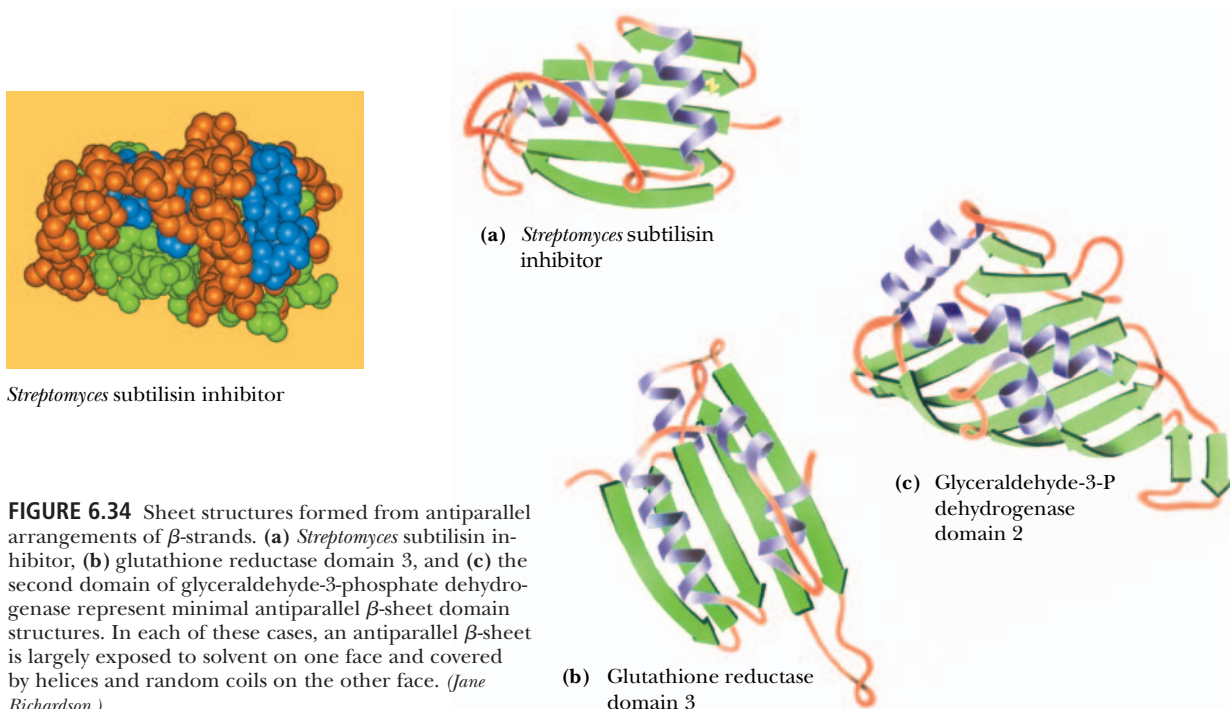 Streptomyces subtilisin inhibitor
FIGURE 6.34 Sheet structures formed from antiparallel
arrangements of β-strands. (a) Streptomyces subtilisin in-
hibitor, (b) glutathione reductase domain 3, and (c) the
second domain of glyceraldehyde-3-phosphate dehydro-
genase represent minimal antiparallel β-sheet domain
structures. In each of these cases, an antiparallel β-sheet
is largely exposed to solvent on one face and covered
by helices and random coils on the other face. (Jane
Richardson.)
(a) Streptomyces subtilisin
inhibitor
(b) Glutathione reductase
domain 3
(c) Glyceraldehyde-3-P
dehydrogenase
domain 2